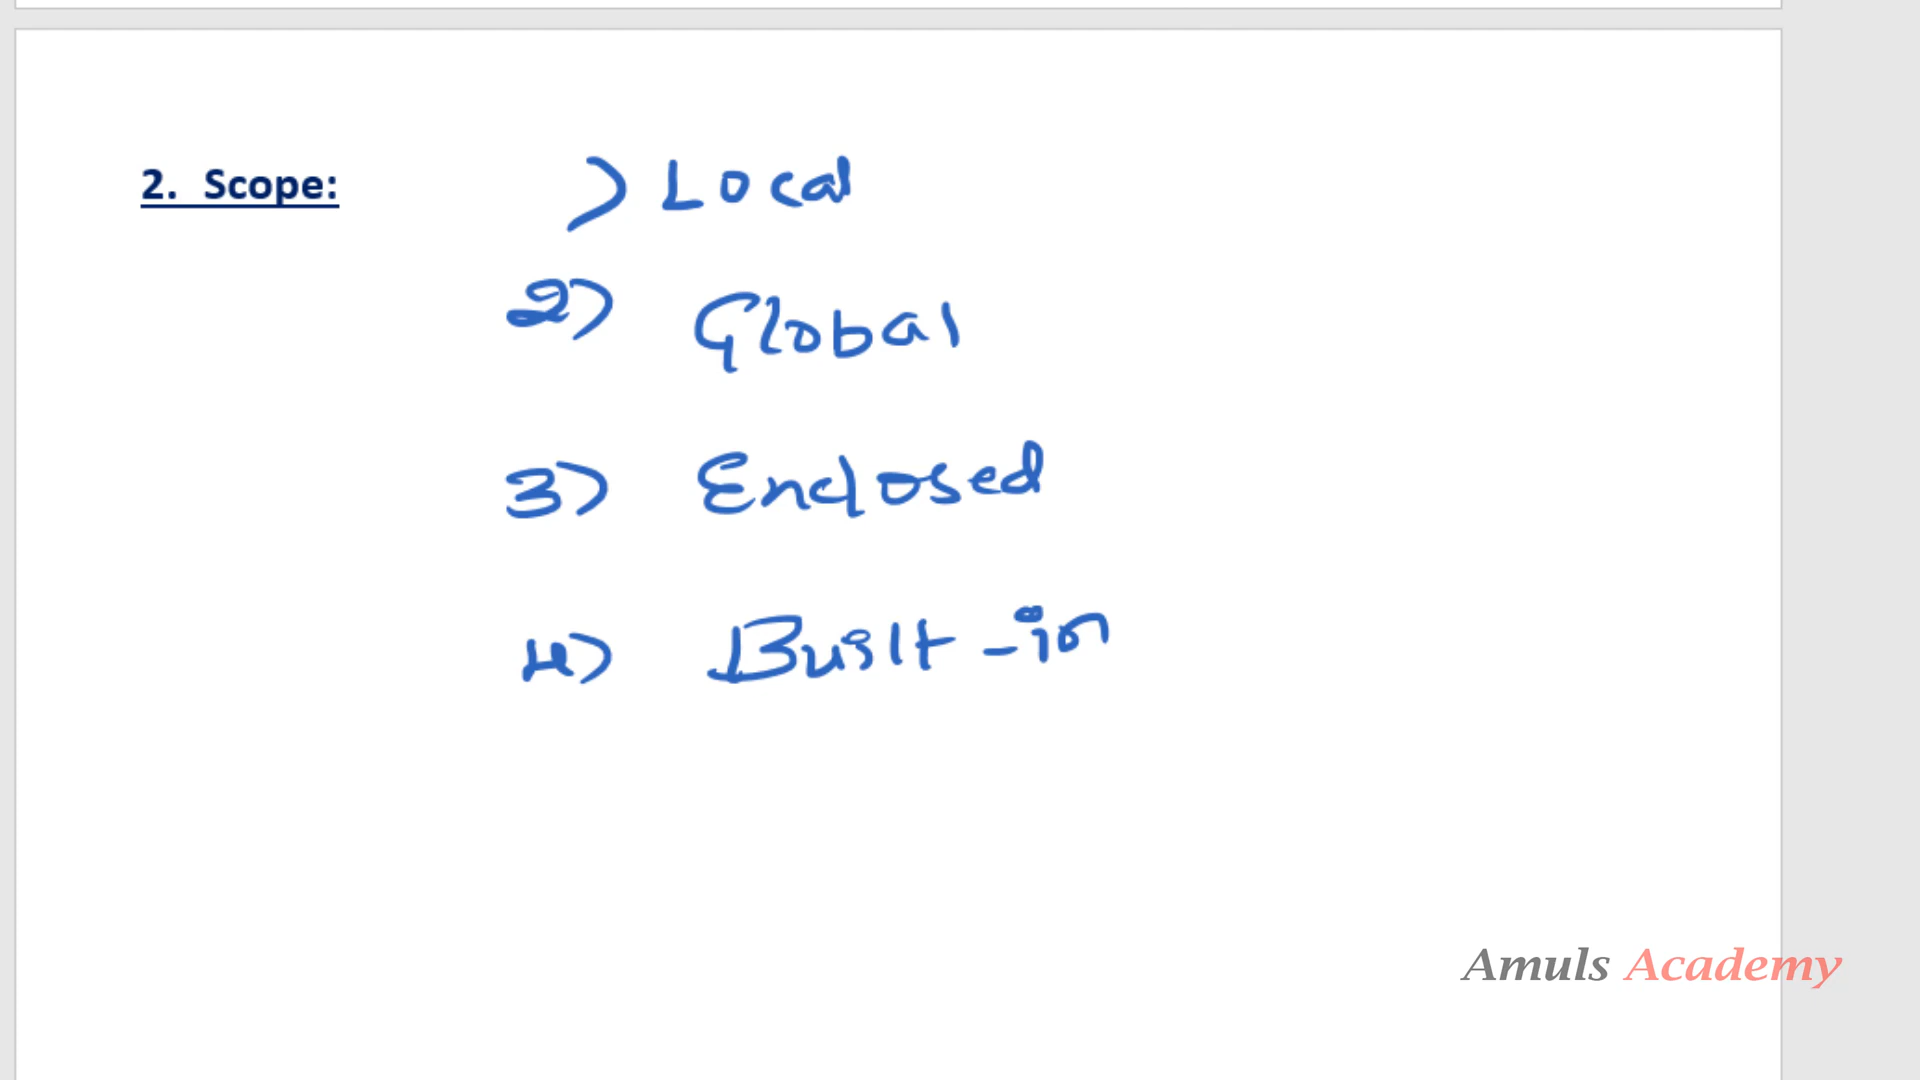 2. Scope: ) Local
2) Global
3) Enclosed
4) Built-in
Amuls Academy